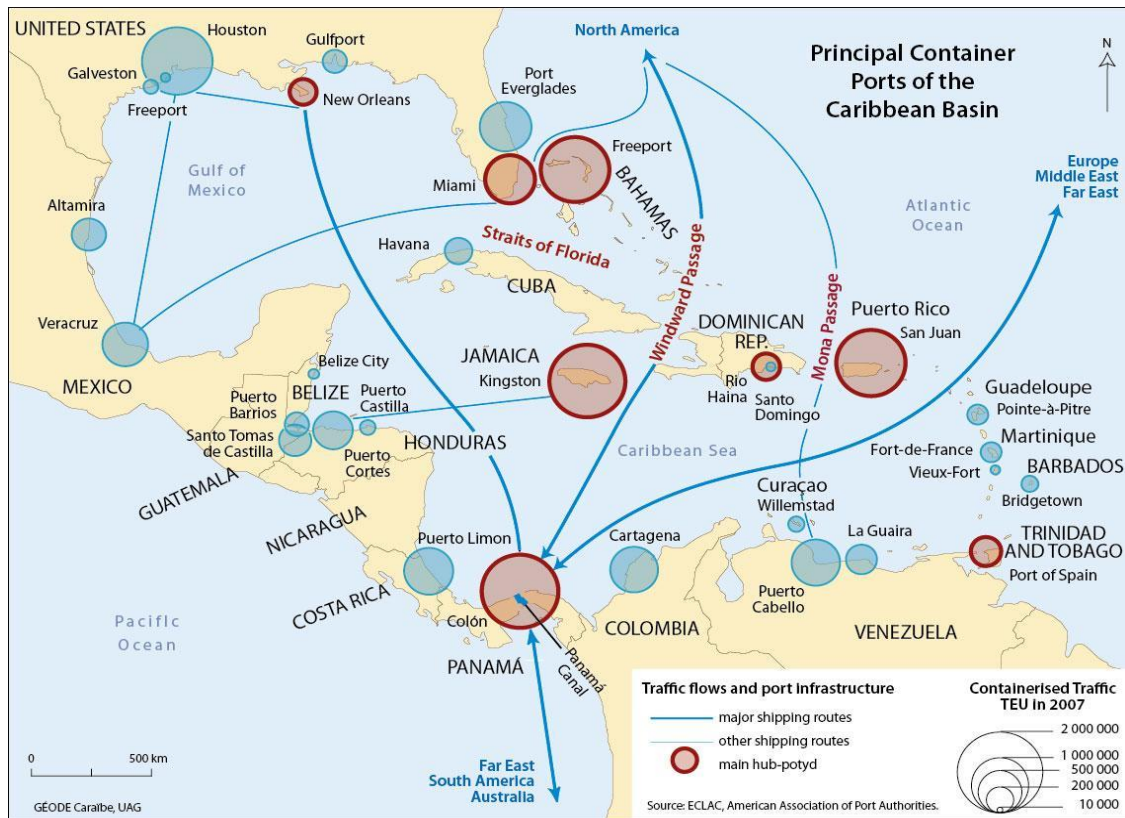 Principal Container
Ports of the
Caribbean Basin
N
UNITED STATES
Houston
Gulfport
Galveston
Freeport
New Orleans
Port
Everglades
North America
Freeport
BAHAMAS
Miami
Gulf of
Mexico
Europe
Middle East
Far East
Atlantic
Ocean
Altamira
Havana
Straits of Florida
CUBA
Windward Passage
Mona Passage
Veracruz
MEXICO
Belize City
BELIZE
Puerto
Barrios
Puerto
Castilla
Santo Tomas
de Castilla
Puerto
Cortes
HONDURAS
GUATEMALA
NICARAGUA
JAMAICA
Kingston
DOMINICAN
REP.
Rio
Haina
Santo
Domingo
Puerto Rico
San Juan
Guadeloupe
Pointe-à-Pitre
Martinique
Fort-de-France
Vieux-Fort
BARBADOS
Bridgetown
Caribbean Sea
Curaçao
Willemstad
La Guaira
Puerto
Cabello
TRINIDAD
AND TOBAGO
Port of Spain
Puerto Limon
COSTA RICA
Cartagena
Colón
PANAMÁ
Panamá
Canal
COLOMBIA
VENEZUELA
Pacific
Ocean
Far East
South America
Australia
0 500 km
GÉODE Caraïbe, UAG
Traffic flows and port infrastructure
major shipping routes
other shipping routes
main hub-potyd
Containerised Traffic
TEU in 2007
2 000 000
1 000 000
500 000
200 000
10 000
Source: ECLAC, American Association of Port Authorities.